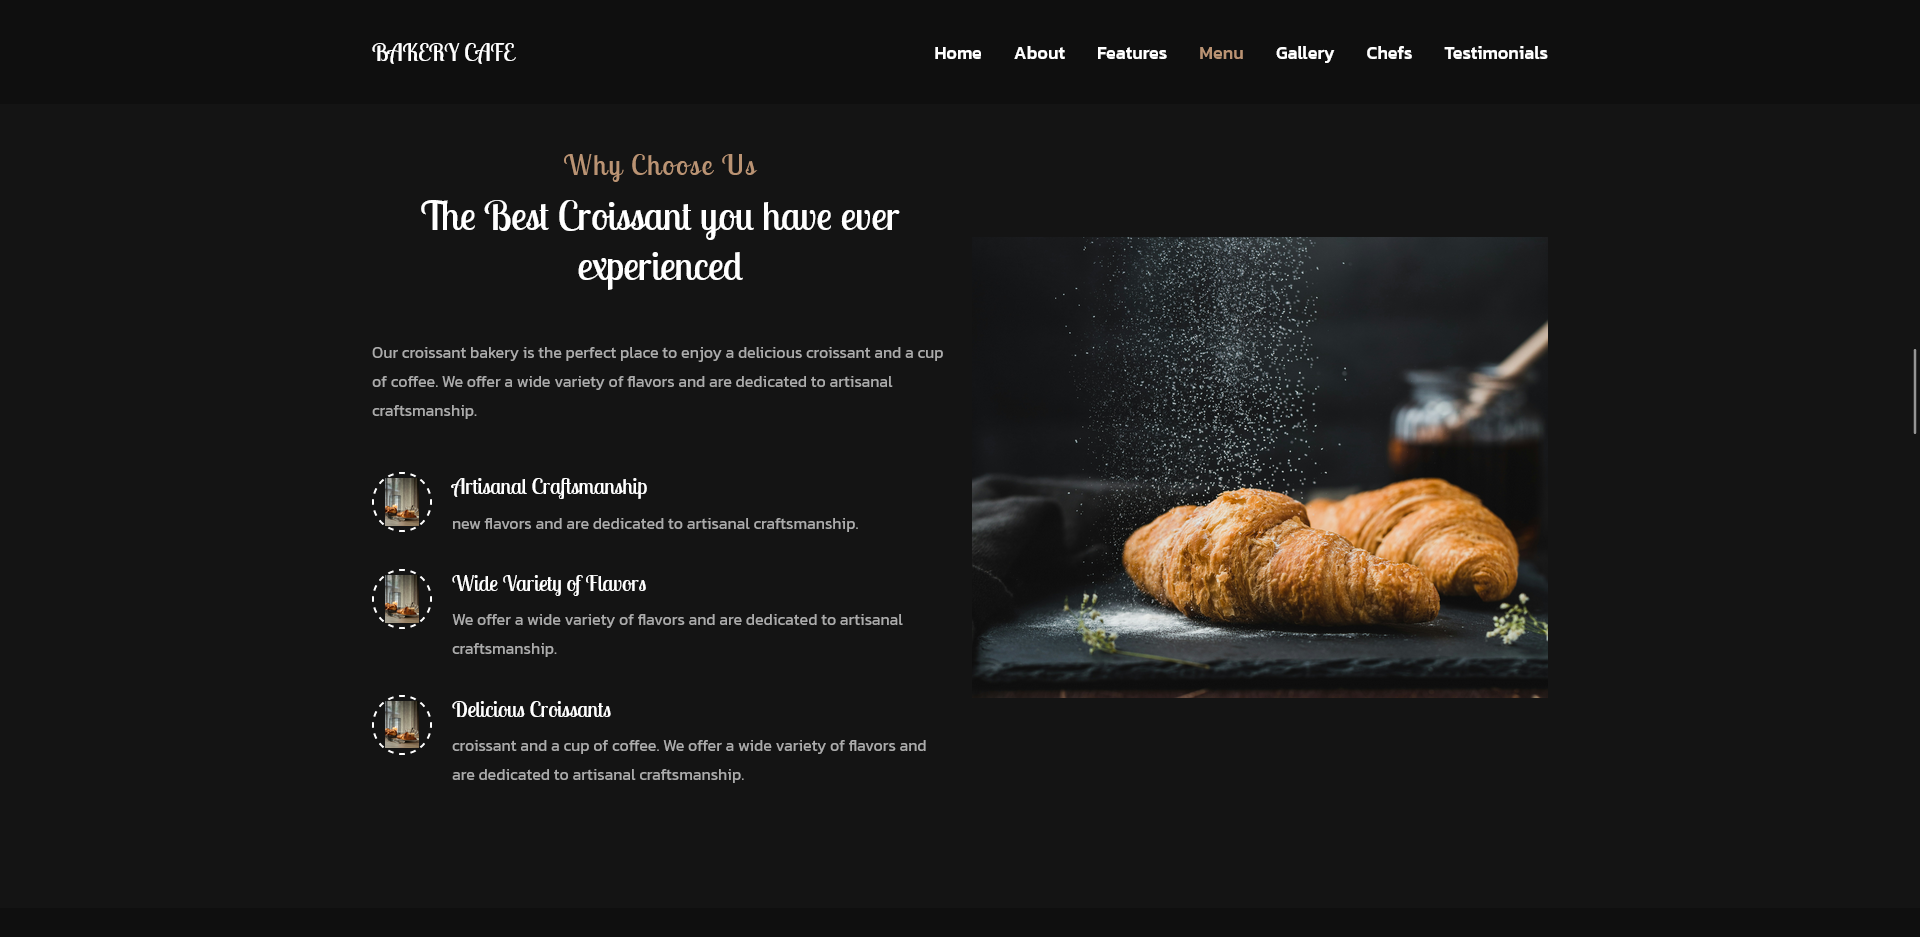 BAKERY CAFE
Home About Features Menu Gallery Chefs Testimonials
Why Choose Us
The Best Croissant you have ever
experienced
Our croissant bakery is the perfect place to enjoy a delicious croissant and a cup
of coffee. We offer a wide variety of flavors and are dedicated to artisanal
craftsmanship.
Artisanal Craftsmanship
new flavors and are dedicated to artisanal craftsmanship.
Wide Variety of Flavors
We offer a wide variety of flavors and are dedicated to artisanal
craftsmanship.
Delicious Croissants
croissant and a cup of coffee. We offer a wide variety of flavors and
are dedicated to artisanal craftsmanship.